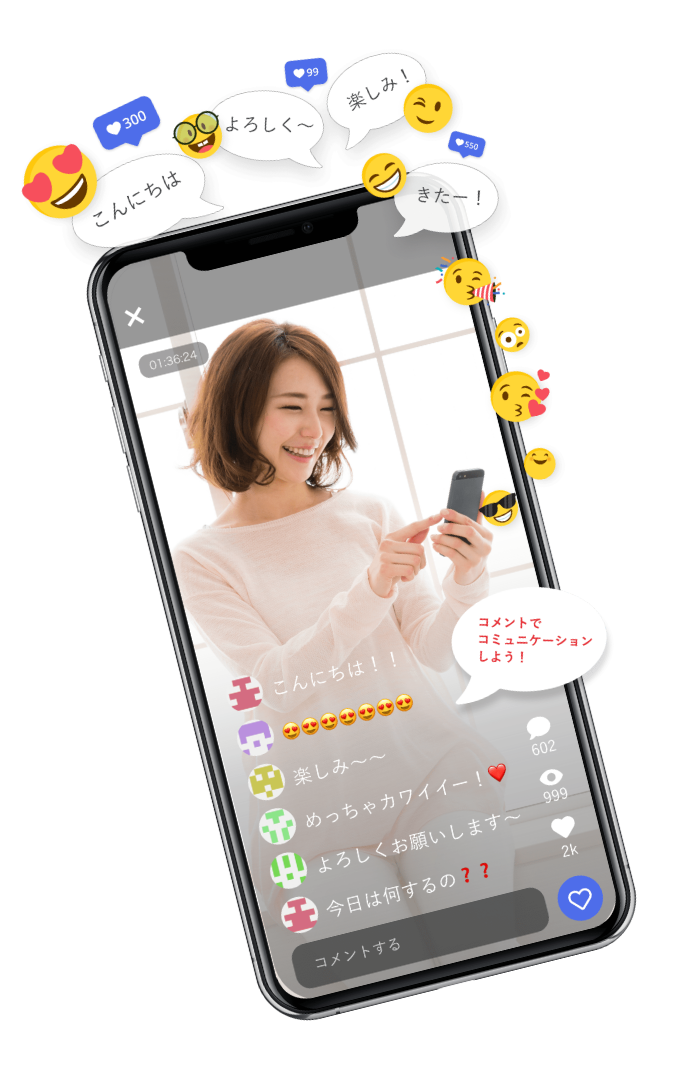 99
楽しみ！
300
よろしく～
550
こんにちは
きたー！
01:36:24
コメントで
コミュニケーション
しよう！
こんにちは！！
😍😍😍😍😍😍😍
楽しみ～～
602
めっちゃカワイイー！❤️
999
よろしくお願いします～
2k
今日は何するの❓❓
コメントする